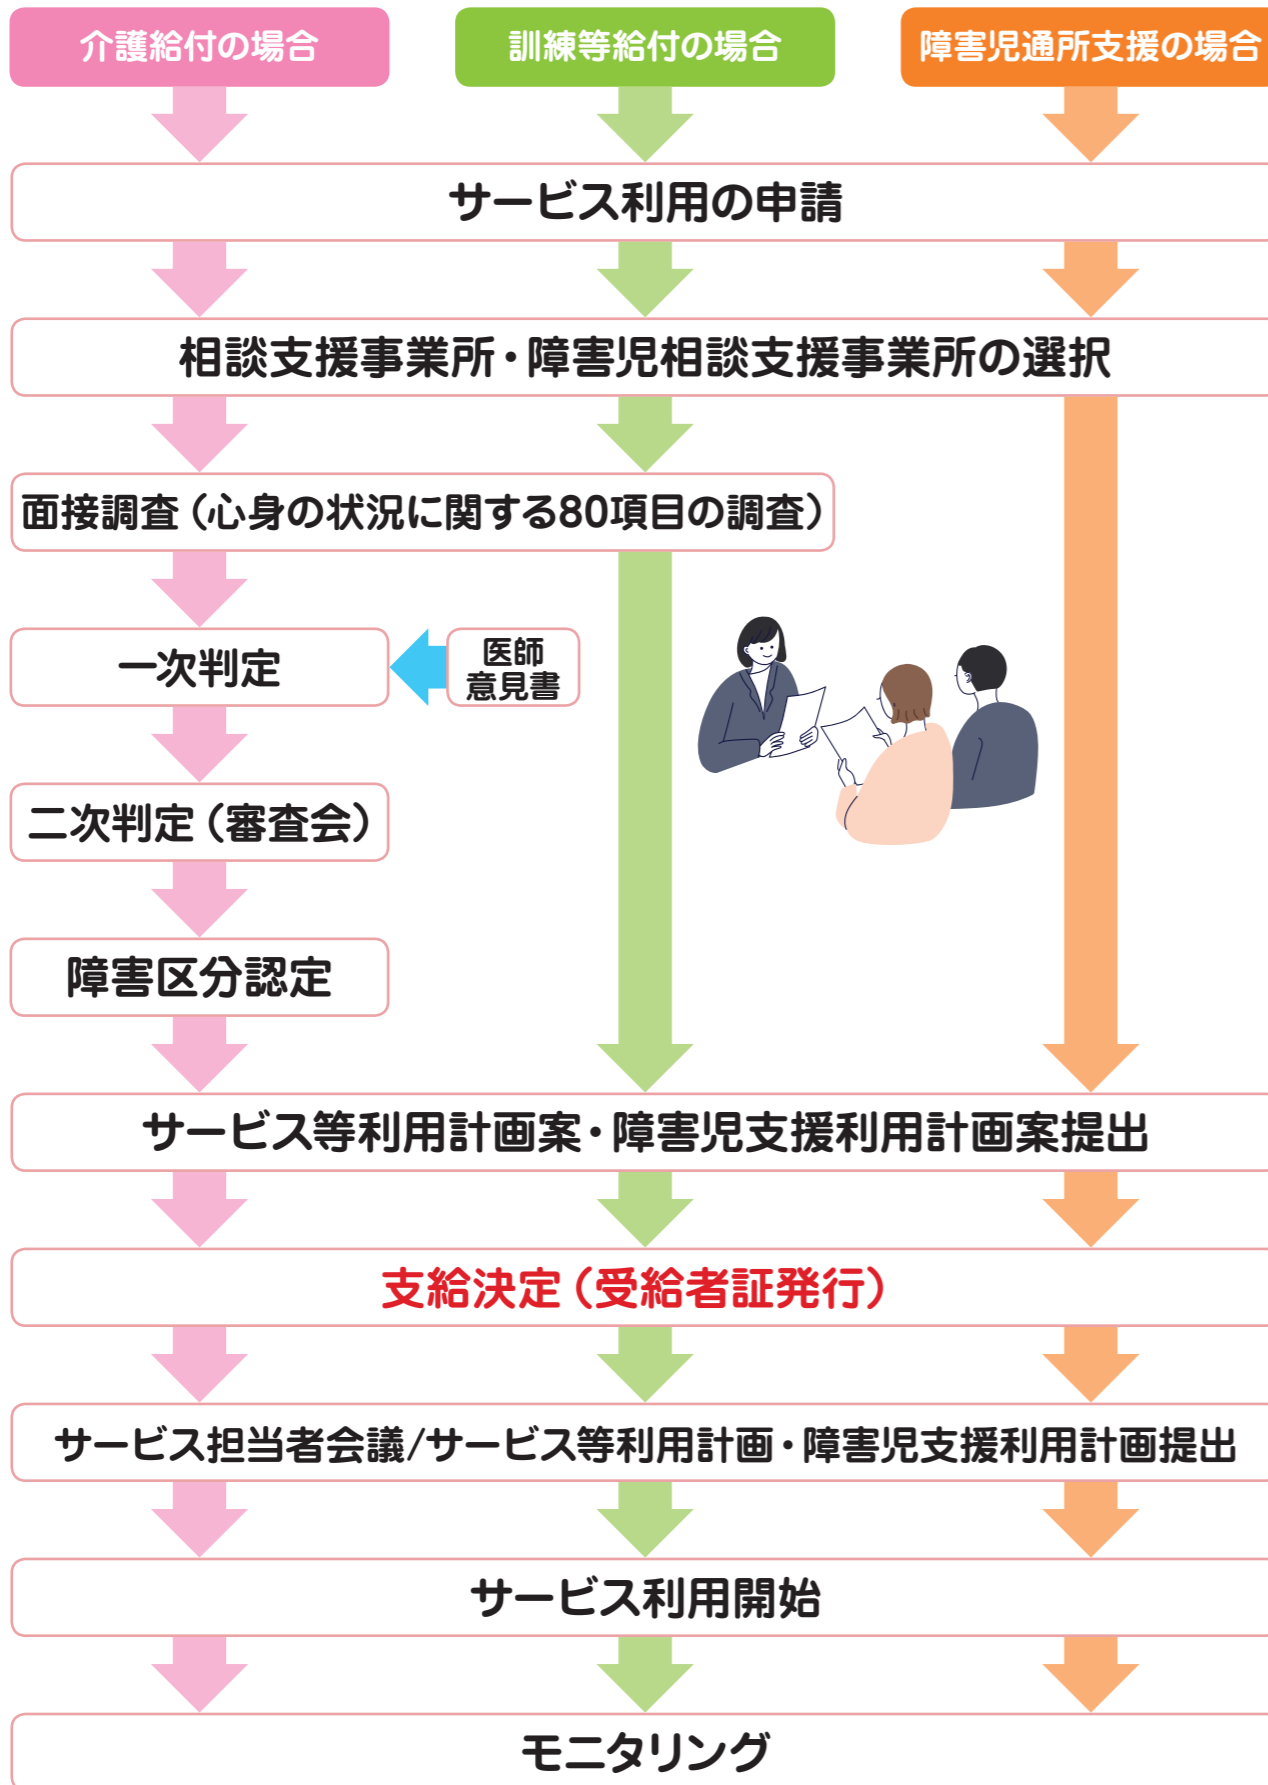 介護給付の場合
訓練等給付の場合
障害児通所支援の場合
サービス利用の申請
相談支援事業所・障害児相談支援事業所の選択
面接調査（心身の状況に関する80項目の調査）
一次判定
医師
意見書
二次判定（審査会）
障害区分認定
サービス等利用計画案・障害児支援利用計画案提出
支給決定（受給者証発行）
サービス担当者会議/サービス等利用計画・障害児支援利用計画提出
サービス利用開始
モニタリング